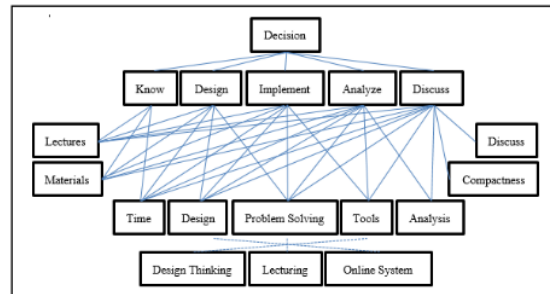 Decision
Know Design Implement Analyze Discuss
Lectures Discuss
Materials Compactness
Time Design Problem Solving Tools Analysis
Design Thinking Lecturing Online System